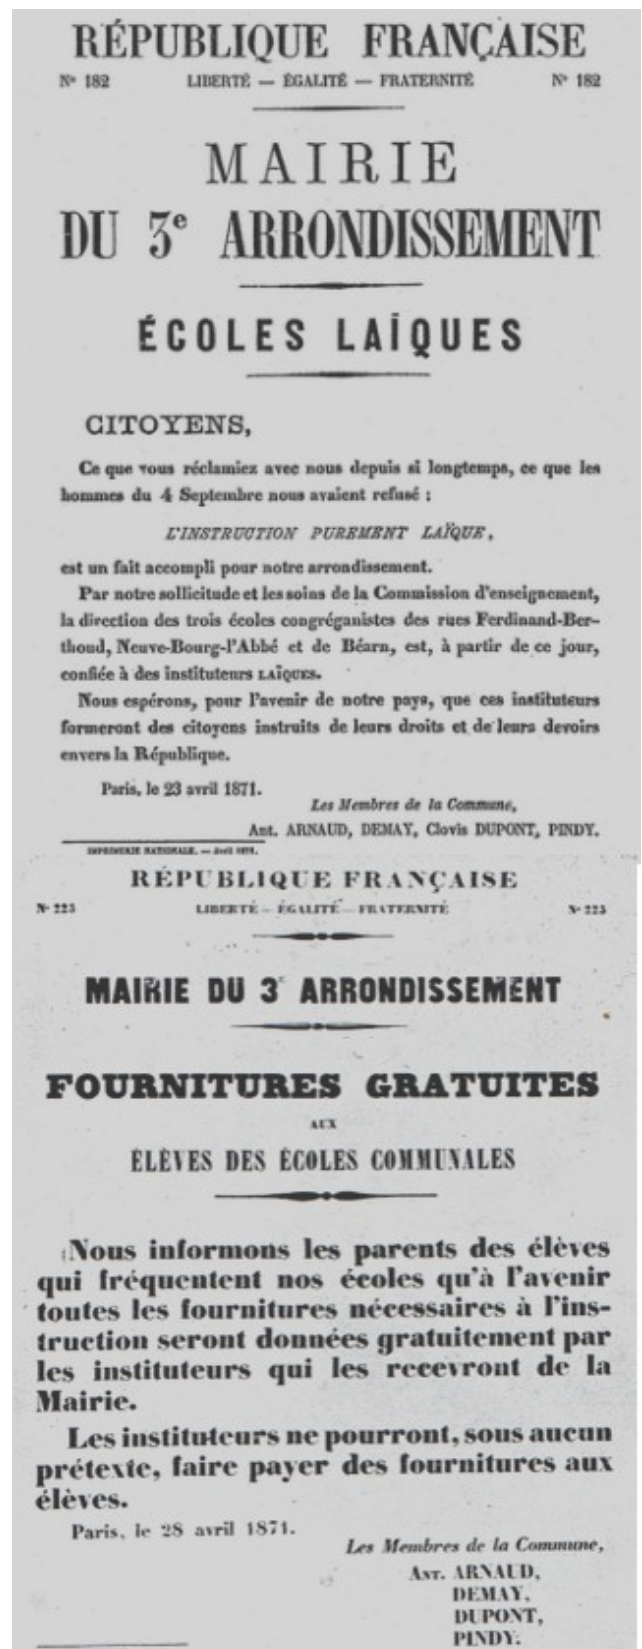 RÉPUBLIQUE FRANÇAISE
N° 182 LIBERTÉ — ÉGALITÉ — FRATERNITÉ N° 182
MAIRIE
DU 3e ARRONDISSEMENT
ÉCOLES LAÏQUES
CITOYENS,
Ce que vous réclamiez avec nous depuis si longtemps, ce que les
hommes du 4 Septembre nous avaient refusé :
L'INSTRUCTION PUREMENT LAÏQUE,
est un fait accompli pour notre arrondissement.
Par notre sollicitude et les soins de la Commission d'enseignement,
la direction des trois écoles congréganistes des rues Ferdinand-Ber-
thoud, Neuve-Bourg-l'Abbé et de Béarn, est, à partir de ce jour,
confiée à des instituteurs LAÏQUES.
Nous espérons, pour l'avenir de notre pays, que ces instituteurs
formeront des citoyens instruits de leurs droits et de leurs devoirs
envers la République.
Paris, le 23 avril 1871.
Les Membres de la Commune,
Ant. ARNAUD, DEMAY, Clovis DUPONT, PINDY.
IMPRIMERIE NATIONALE. — Avril 1871.
RÉPUBLIQUE FRANÇAISE
N° 225 LIBERTÉ — ÉGALITÉ — FRATERNITÉ N° 225
MAIRIE DU 3e ARRONDISSEMENT
FOURNITURES GRATUITES
AUX
ÉLÈVES DES ÉCOLES COMMUNALES
Nous informons les parents des élèves
qui fréquentent nos écoles qu'à l'avenir
toutes les fournitures nécessaires à l'ins-
truction seront données gratuitement par
les instituteurs qui les recevront de la
Mairie.
Les instituteurs ne pourront, sous aucun
prétexte, faire payer des fournitures aux
élèves.
Paris, le 28 avril 1871.
Les Membres de la Commune,
ANT. ARNAUD,
DEMAY,
DUPONT,
PINDY.